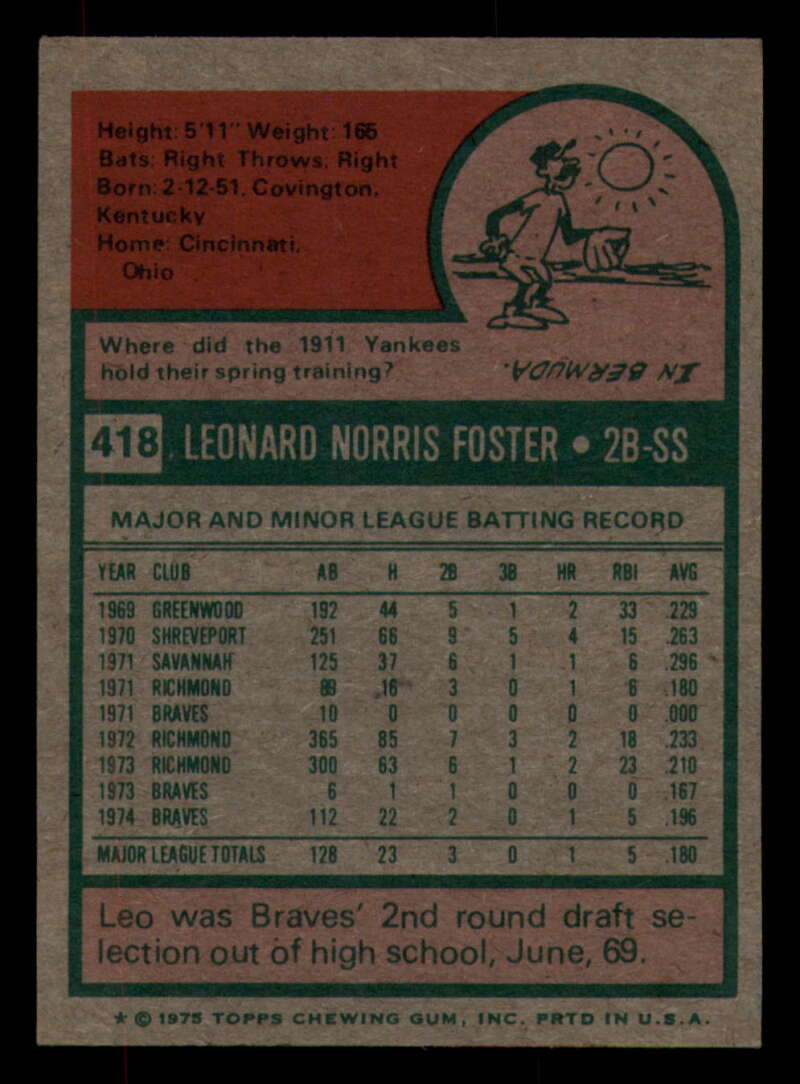 Height: 5'11" Weight: 165
Bats: Right Throws: Right
Born: 2-12-51, Covington,
Kentucky
Home: Cincinnati,
Ohio
Where did the 1911 Yankees
hold their spring training?
IN BERMUDA.
418 LEONARD NORRIS FOSTER • 2B-SS
MAJOR AND MINOR LEAGUE BATTING RECORD
YEAR CLUB AB H 2B 3B HR RBI AVG
1969 GREENWOOD 192 44 5 1 2 33 .229
1970 SHREVEPORT 251 66 9 5 4 15 .263
1971 SAVANNAH 125 37 6 1 1 6 .296
1971 RICHMOND 89 16 3 0 1 6 .180
1971 BRAVES 10 0 0 0 0 0 .000
1972 RICHMOND 365 85 7 3 2 18 .233
1973 RICHMOND 300 63 6 1 2 23 .210
1973 BRAVES 6 1 1 0 0 0 .167
1974 BRAVES 112 22 2 0 1 5 .196
MAJOR LEAGUE TOTALS 128 23 3 0 1 5 .180
Leo was Braves' 2nd round draft se-
lection out of high school, June, 69.
* © 1975 TOPPS CHEWING GUM, INC. PRTD IN U.S.A.